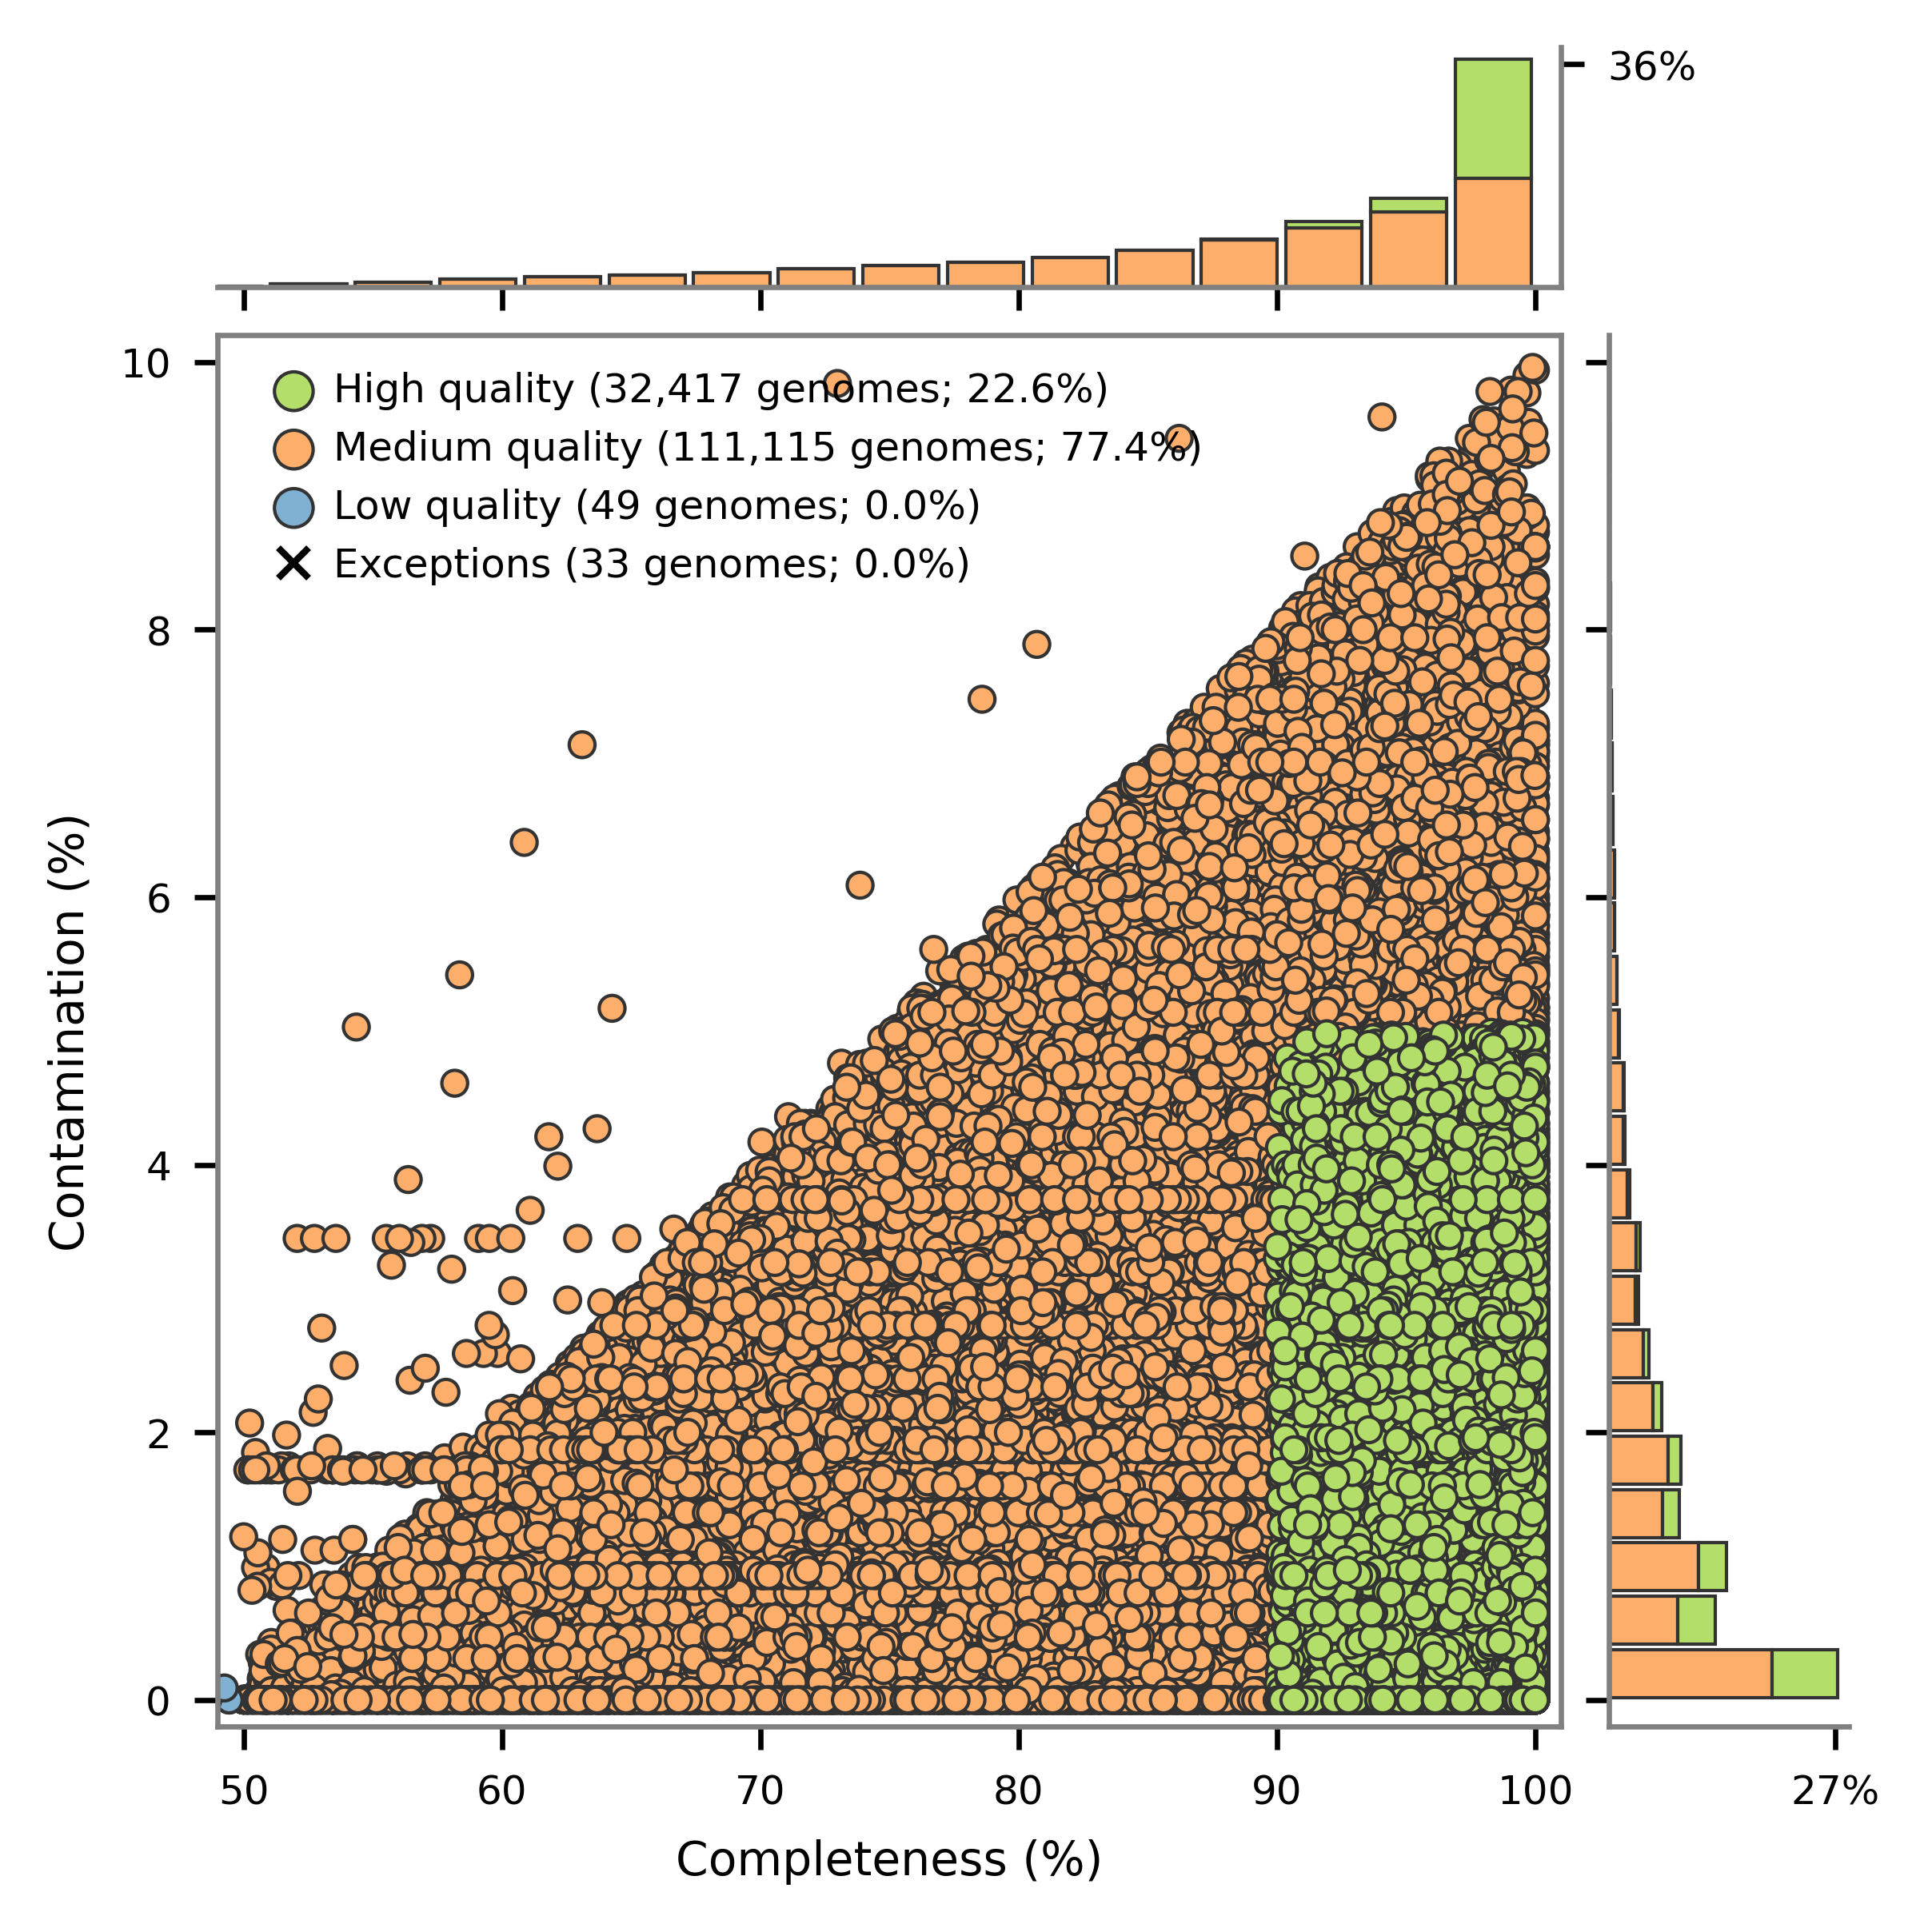 36%
10
High quality (32,417 genomes; 22.6%)
Medium quality (111,115 genomes; 77.4%)
Low quality (49 genomes; 0.0%)
Exceptions (33 genomes; 0.0%)
8
6
4
2
0
Contamination (%)
50 60 70 80 90 100 27%
Completeness (%)